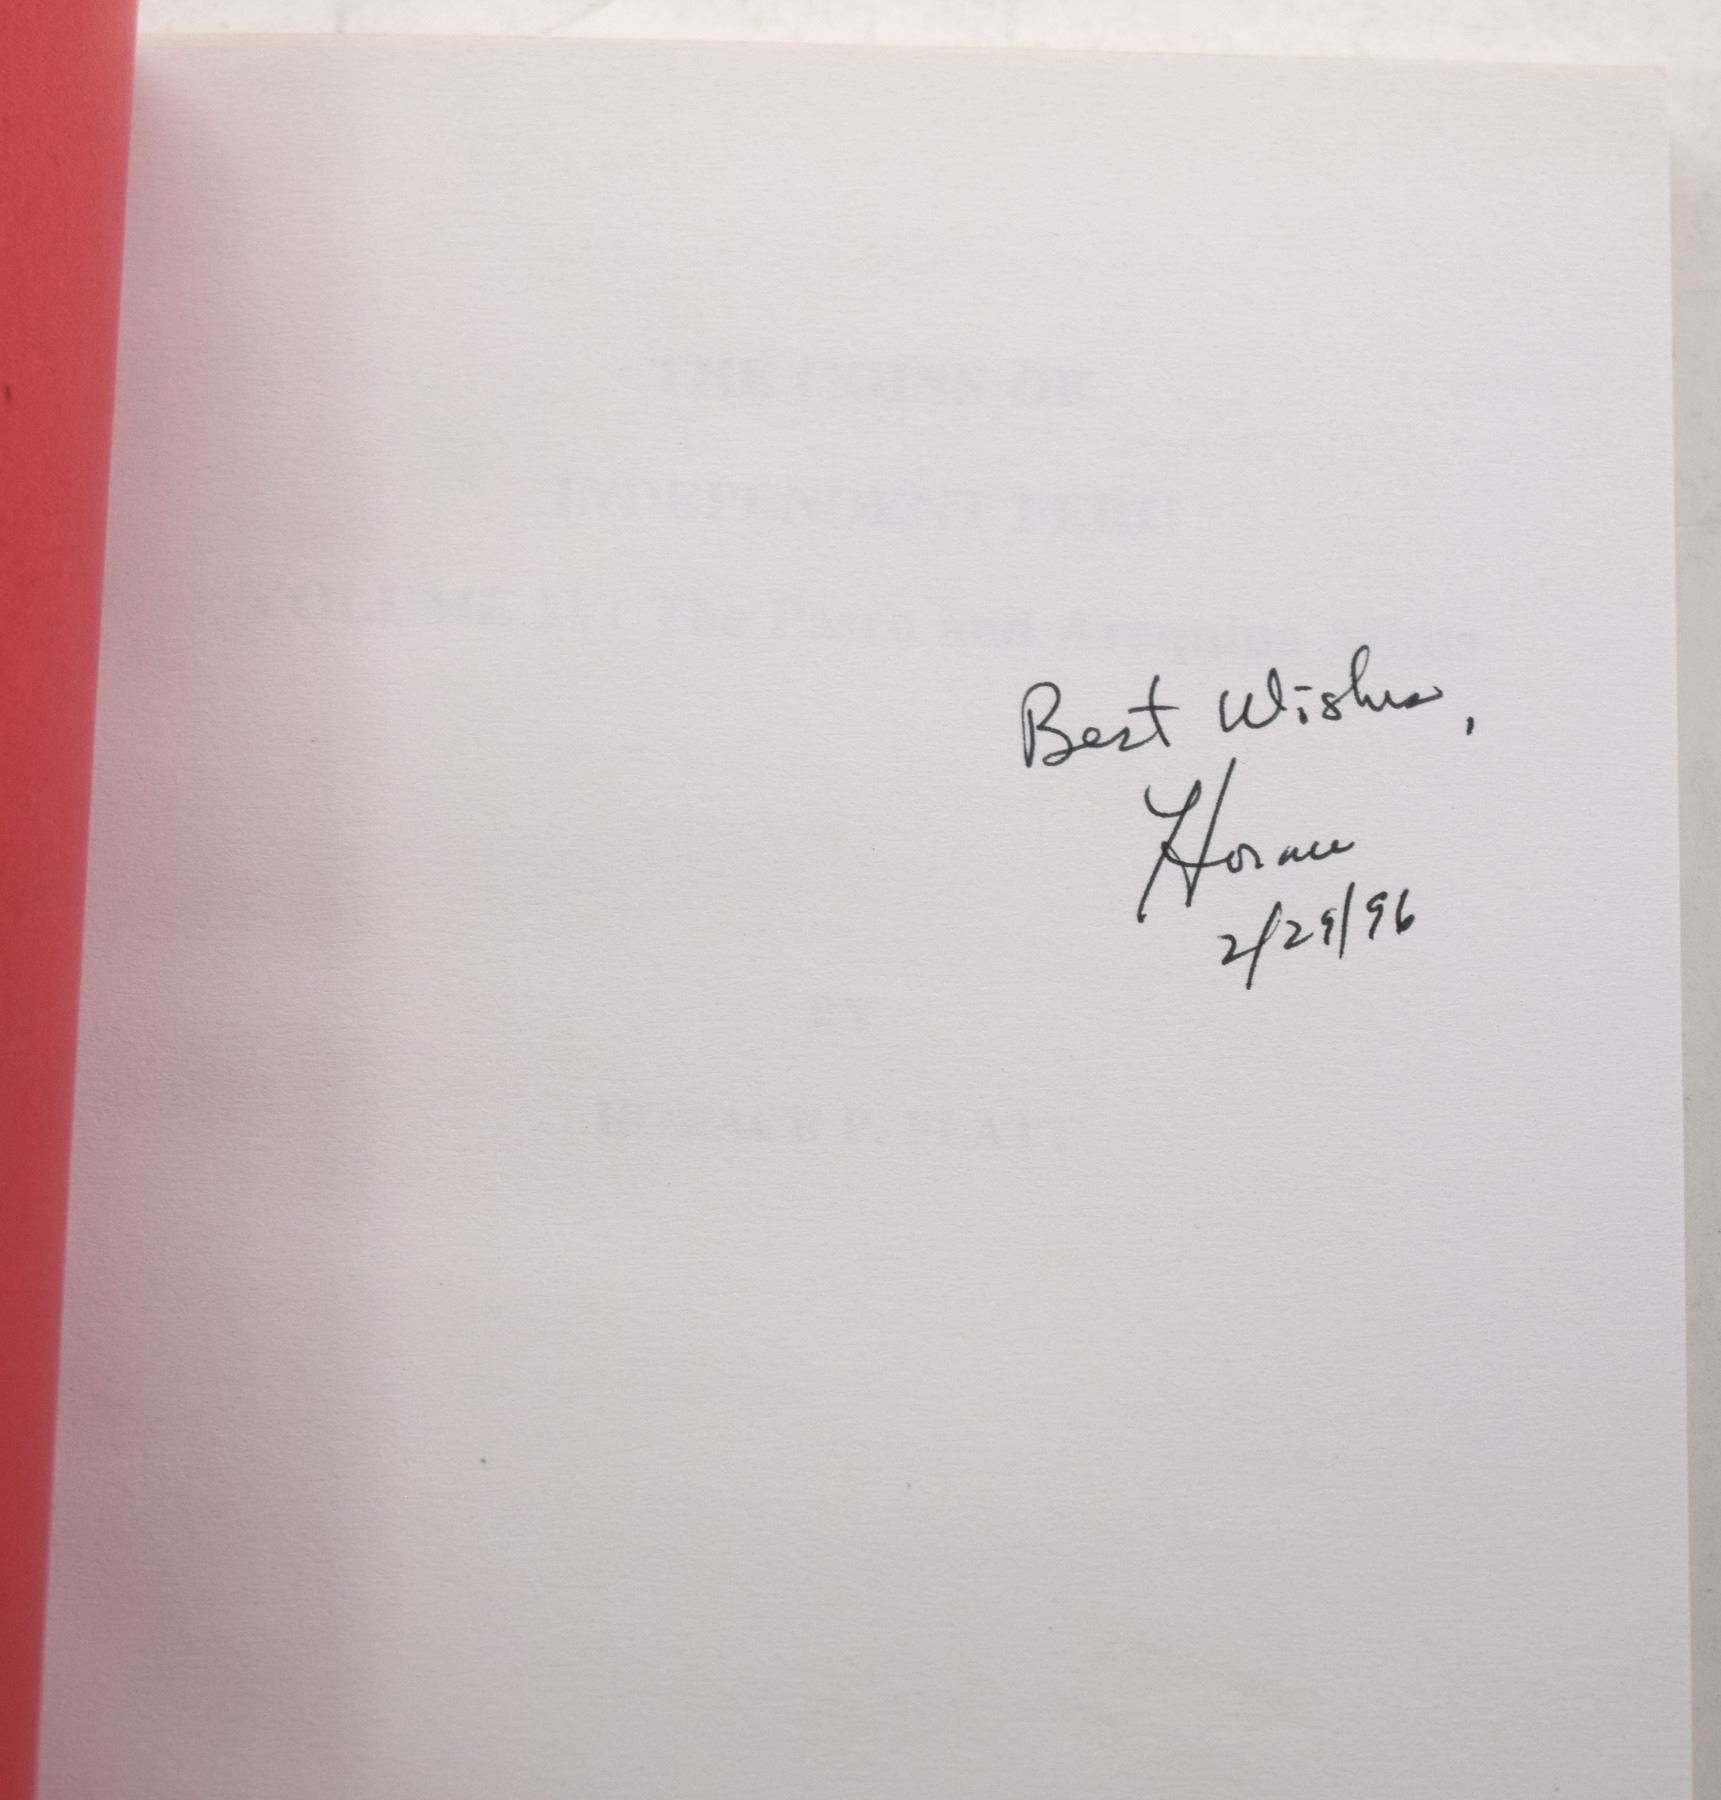 THE COINS OF
INDEPENDENT PERU
VOLUME IV: The Pasco and Arequipa Mints
Best Wishes,
Horace
2/29/96
BY
HORACE P. FLATT